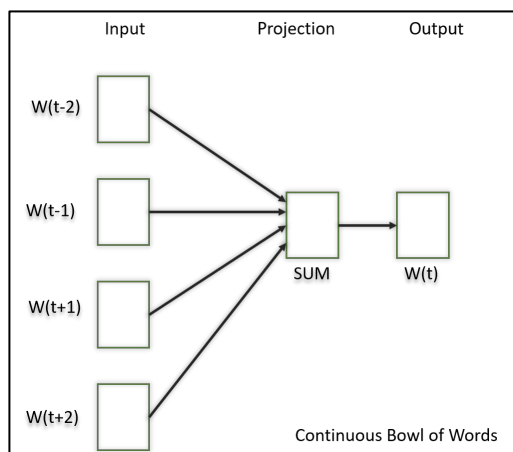 Input Projection Output
W(t-2)
W(t-1)
W(t+1)
SUM W(t)
W(t+2)
Continuous Bowl of Words